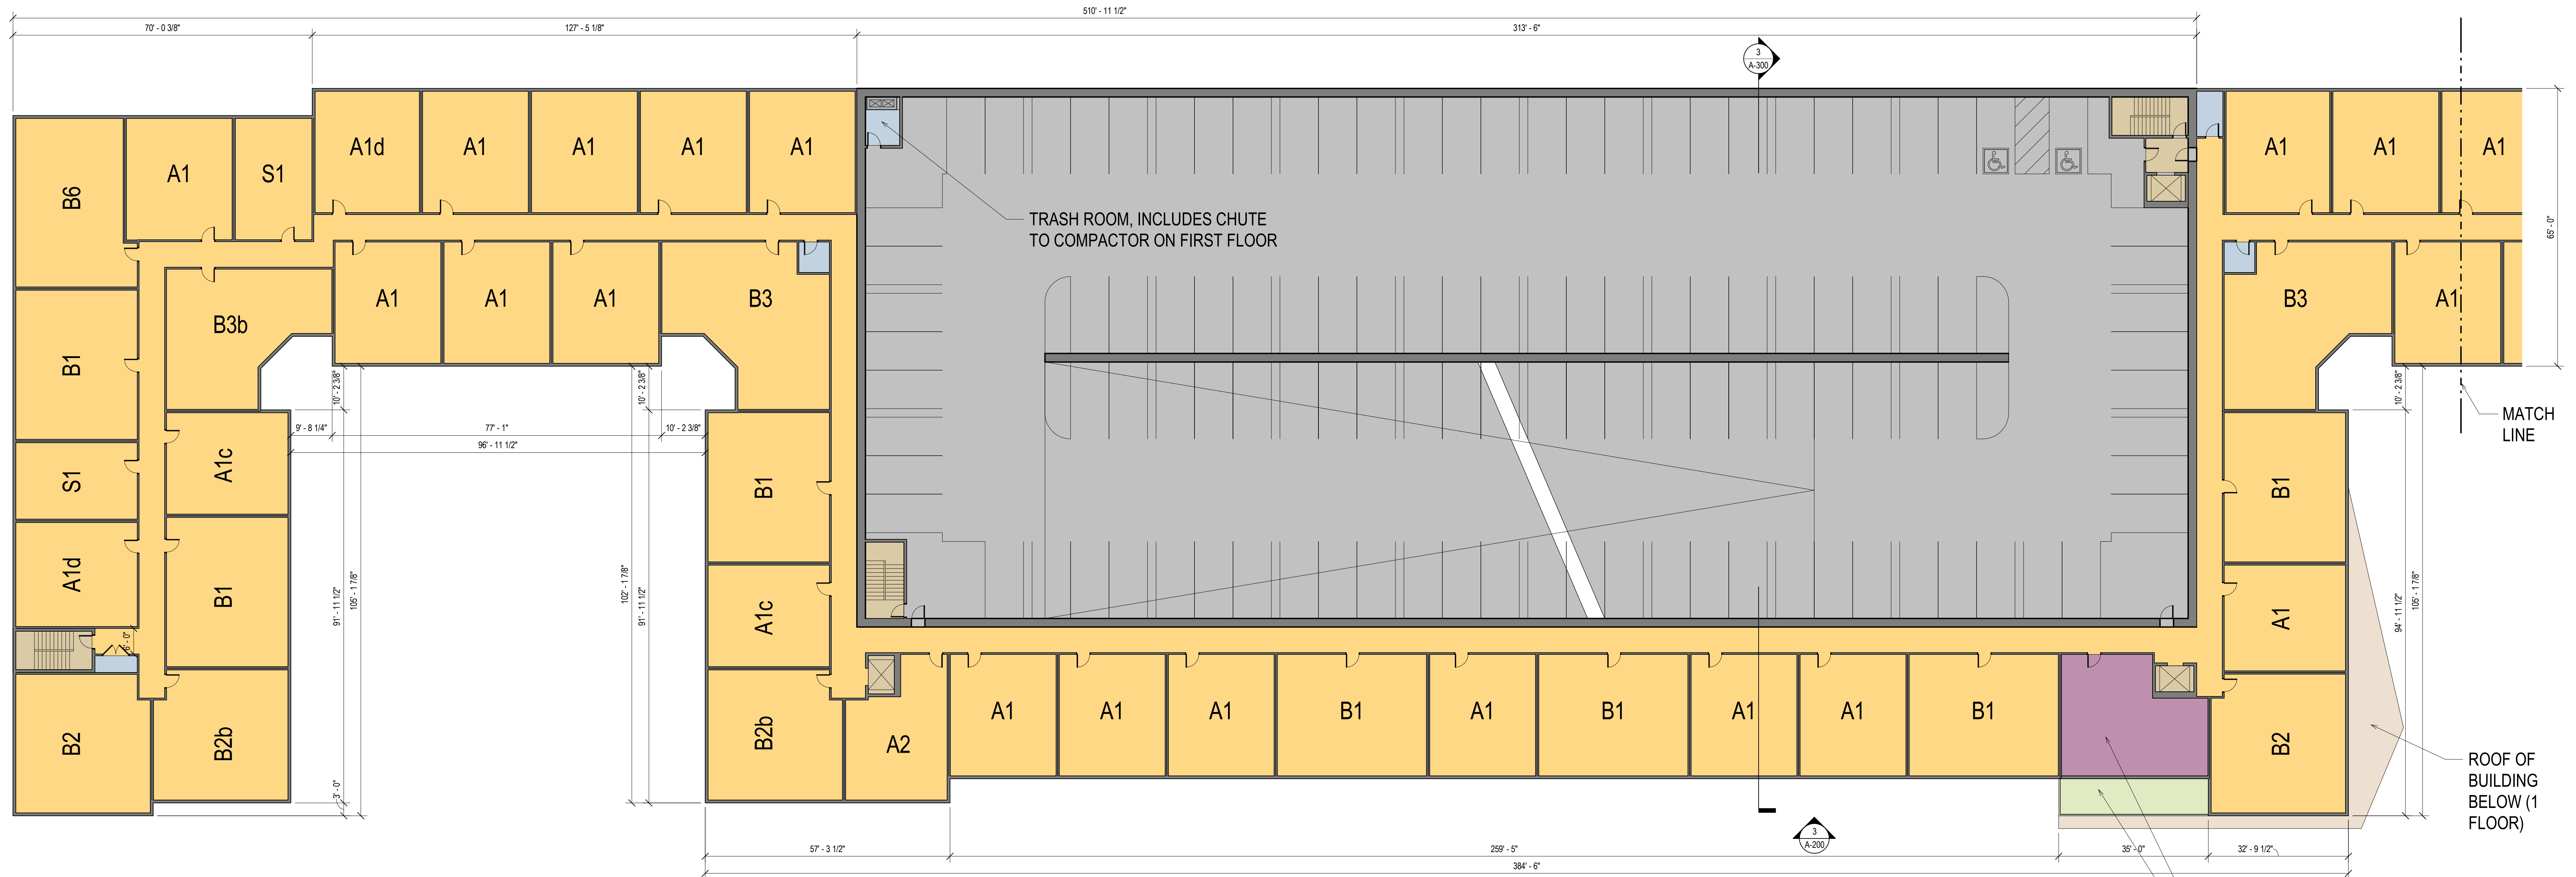 510' - 11 1/2"
70' - 0 3/8"
127' - 5 1/8"
313' - 6"
3
A-300
65' - 0"
B6
A1
S1
A1d
A1
A1
A1
A1
A1
A1
A1
TRASH ROOM, INCLUDES CHUTE
TO COMPACTOR ON FIRST FLOOR
B3b
A1
A1
A1
B3
B3
A1
B1
10' - 2 3/8"
10' - 2 3/8"
10' - 2 3/8"
MATCH
LINE
9' - 8 1/4"
77' - 1"
10' - 2 3/8"
96' - 11 1/2"
S1
A1c
B1
B1
A1d
B1
91' - 11 1/2"
105' - 1 7/8"
102' - 1 7/8"
91' - 11 1/2"
A1c
A1
94' - 11 1/2"
105' - 1 7/8"
6' - 0"
B2
B2b
3' - 0"
B2b
A2
A1
A1
A1
B1
A1
B1
A1
A1
B1
B2
ROOF OF
BUILDING
BELOW (1
FLOOR)
3
A-200
57' - 3 1/2"
259' - 5"
35' - 0"
32' - 9 1/2"
384' - 6"